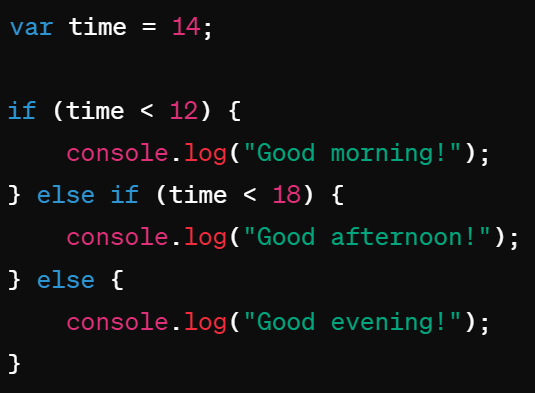 var time = 14;
if (time < 12) {
    console.log("Good morning!");
} else if (time < 18) {
    console.log("Good afternoon!");
} else {
    console.log("Good evening!");
}